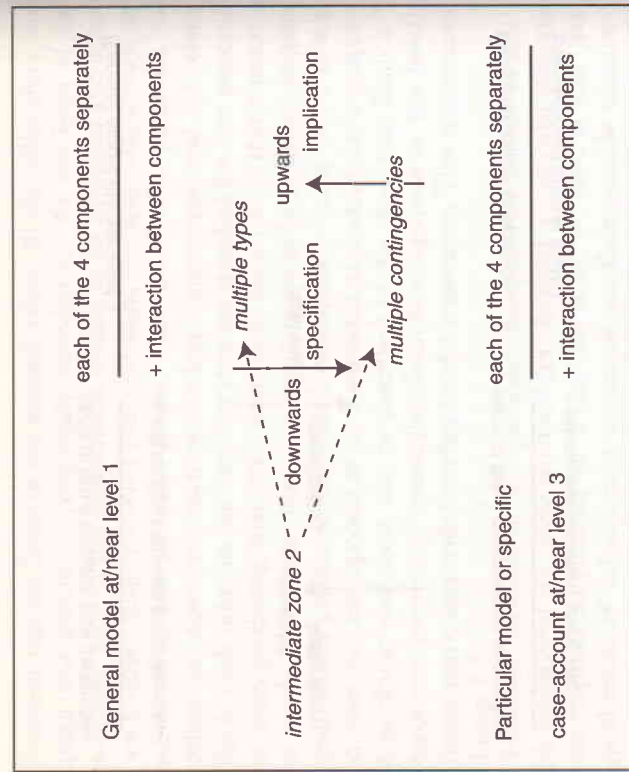 General model at/near level 1
each of the 4 components separately
+ interaction between components
multiple types
upwards
implication
intermediate zone 2
downwards
specification
multiple contingencies
Particular model or specific
case-account at/near level 3
each of the 4 components separately
+ interaction between components